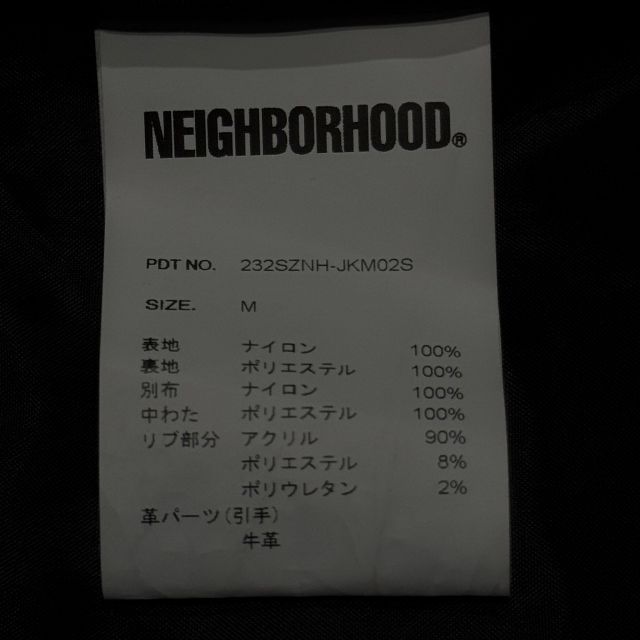 NEIGHBORHOOD®
PDT NO. 232SZNH-JKM02S
SIZE. M
表地 ナイロン 100%
裏地 ポリエステル 100%
別布 ナイロン 100%
中わた ポリエステル 100%
リブ部分 アクリル 90%
ポリエステル 8%
ポリウレタン 2%
革パーツ(引手)
牛革